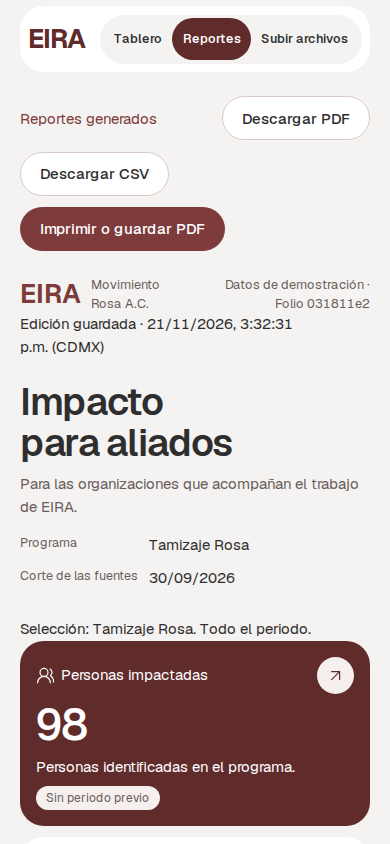 EIRA
Tablero
Reportes
Subir archivos
Reportes generados
Descargar PDF
Descargar CSV
Imprimir o guardar PDF
EIRA
Movimiento
Rosa A.C.
Datos de demostración ·
Folio 031811e2
Edición guardada · 21/11/2026, 3:32:31
p.m. (CDMX)
Impacto
para aliados
Para las organizaciones que acompañan el trabajo
de EIRA.
Programa
Tamizaje Rosa
Corte de las fuentes
30/09/2026
Selección: Tamizaje Rosa. Todo el periodo.
Personas impactadas
98
Personas identificadas en el programa.
Sin periodo previo